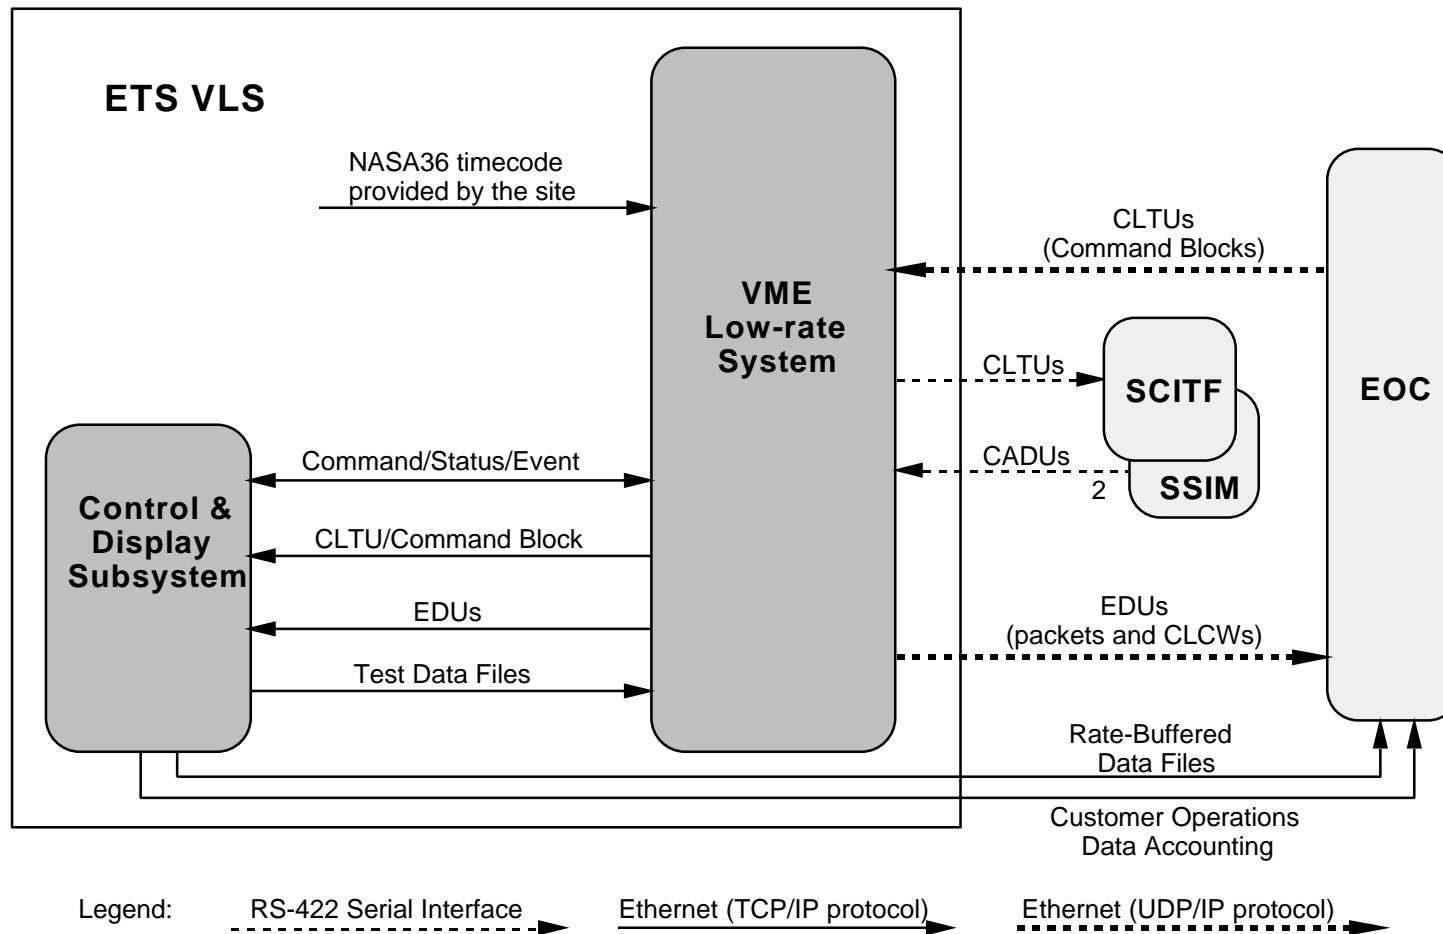 ETS VLS
NASA36 timecode
provided by the site
VME
Low-rate
System
CLTUs
(Command Blocks)
CLTUs
SCITF
EOC
CADUs
2
SSIM
Command/Status/Event
Control &
Display
Subsystem
CLTU/Command Block
EDUs
Test Data Files
EDUs
(packets and CLCWs)
Rate-Buffered
Data Files
Customer Operations
Data Accounting
Legend:
RS-422 Serial Interface
Ethernet (TCP/IP protocol)
Ethernet (UDP/IP protocol)